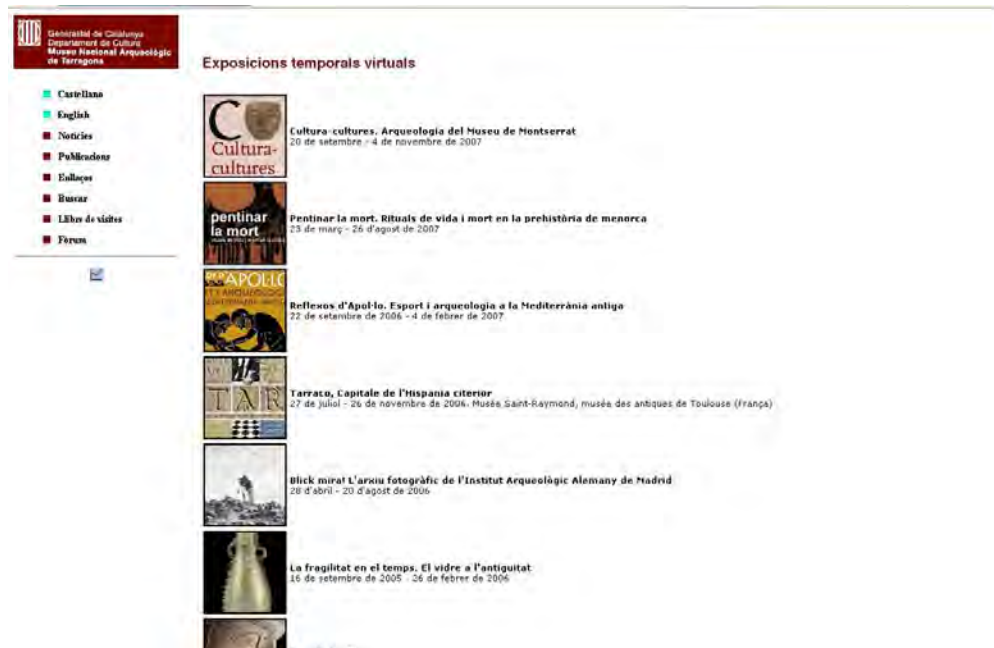 Generalitat de Catalunya
Departament de Cultura
Museu Nacional Arqueològic
de Tarragona
Castellano
English
Notícies
Publicacions
Enllaços
Buscar
Llibre de visites
Fòrum
Exposicions temporals virtuals
C
Cultura-
cultures
Cultura-cultures. Arqueologia del Museu de Montserrat
20 de setembre - 4 de novembre de 2007
pentinar
la mort
Pentinar la mort. Rituals de vida i mort en la prehistòria de menorca
23 de març - 26 d'agost de 2007
APOL·LO
Reflexos d'Apol·lo. Esport i arqueologia a la Mediterrània antiga
22 de setembre de 2006 - 4 de febrer de 2007
TAR
Tarraco, Capitale de l'Hispania citerior
27 de juliol - 26 de novembre de 2006. Musée Saint-Raymond, musée des antiques de Toulouse (França)
Blick mira! L'arxiu fotogràfic de l'Institut Arqueològic Alemany de Madrid
28 d'abril - 20 d'agost de 2006
La fragilitat en el temps. El vidre a l'antiguitat
16 de setembre de 2005 - 26 de febrer de 2006